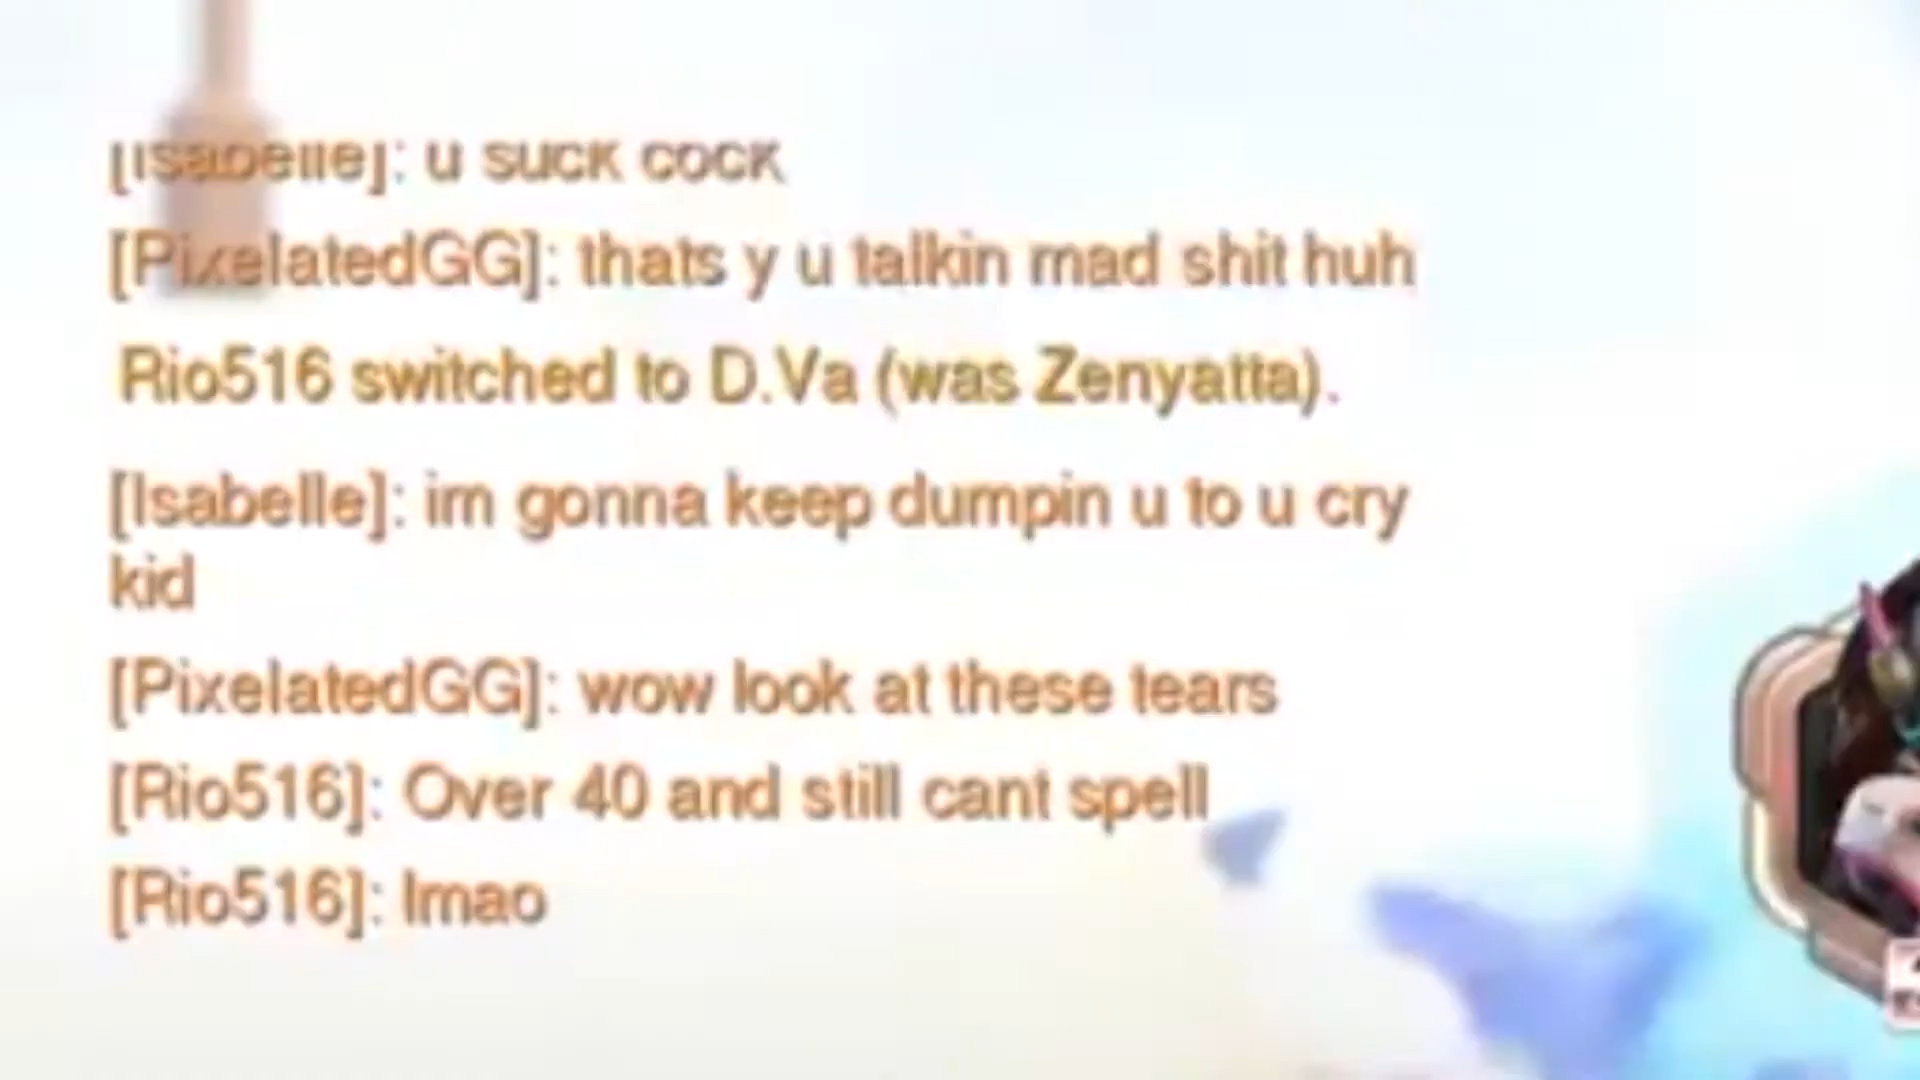 [Isabelle]: u suck cock
[PixelatedGG]: thats y u talkin mad shit huh
Rio516 switched to D.Va (was Zenyatta).
[Isabelle]: im gonna keep dumpin u to u cry
kid
[PixelatedGG]: wow look at these tears
[Rio516]: Over 40 and still cant spell
[Rio516]: lmao